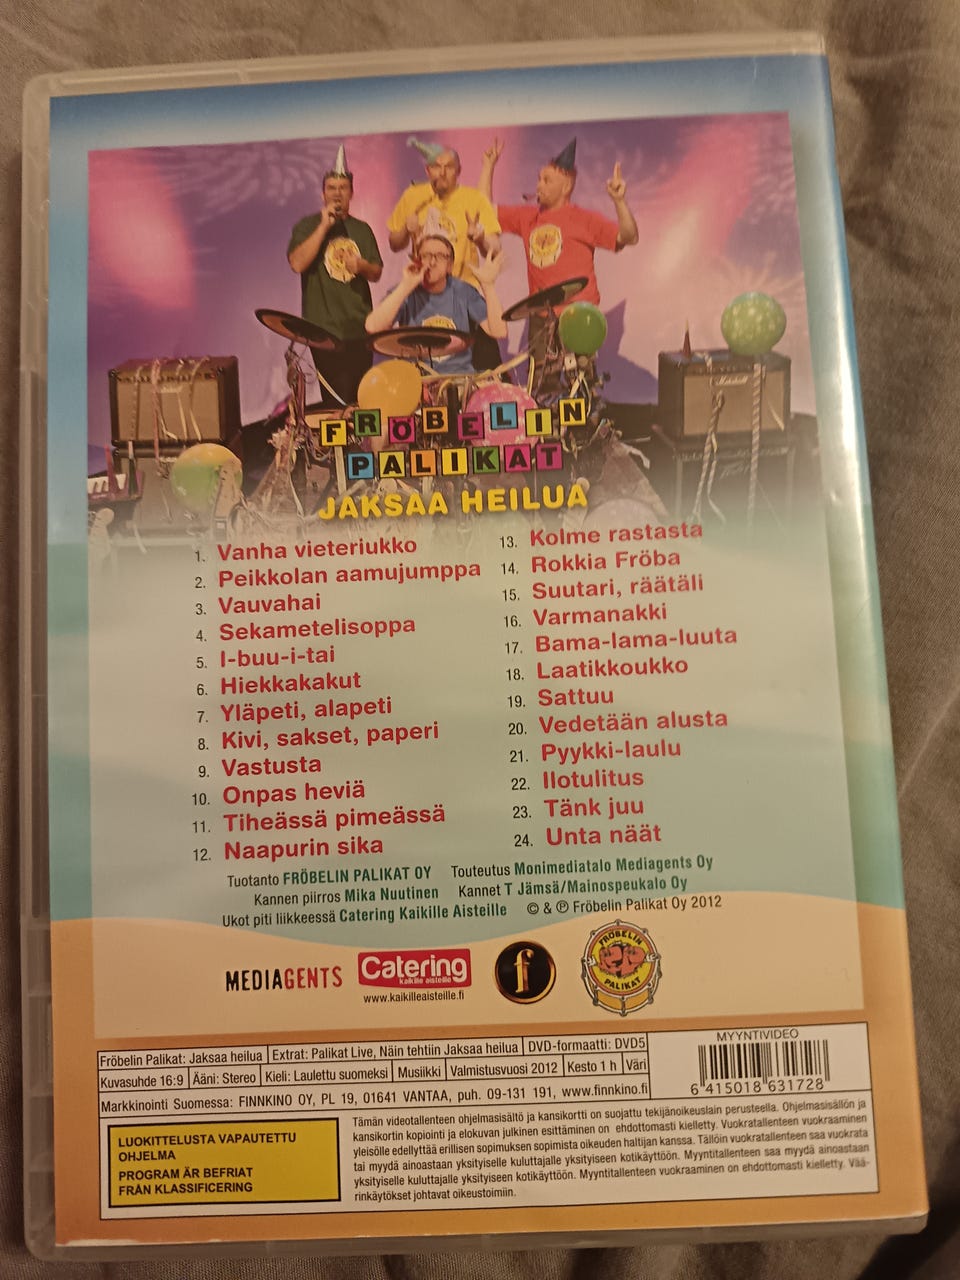 FRÖBELIN
PALIKAT
JAKSAA HEILUA
1. Vanha vieteriukko
2. Peikkolan aamujumppa
3. Vauvahai
4. Sekametelisoppa
5. I-buu-i-tai
6. Hiekkakakut
7. Yläpeti, alapeti
8. Kivi, sakset, paperi
9. Vastusta
10. Onpas heviä
11. Tiheässä pimeässä
12. Naapurin sika
13. Kolme rastasta
14. Rokkia Fröba
15. Suutari, räätäli
16. Varmanakki
17. Bama-lama-luuta
18. Laatikkoukko
19. Sattuu
20. Vedetään alusta
21. Pyykki-laulu
22. Ilotulitus
23. Tänk juu
24. Unta näät
Tuotanto FRÖBELIN PALIKAT OY Touteutus Monimediatalo Mediagents Oy
Kannen piirros Mika Nuutinen Kannet T Jämsä/Mainospeukalo Oy
Ukot piti liikkeessä Catering Kaikille Aisteille © & ℗ Fröbelin Palikat Oy 2012
MEDIAGENTS
Catering
kaikille aisteille
www.kaikilleaisteille.fi
f
FRÖBELIN
PALIKAT
MYYNTIVIDEO
Fröbelin Palikat: Jaksaa heilua Extrat: Palikat Live, Näin tehtiin Jaksaa heilua DVD-formaatti: DVD5
Kuvasuhde 16:9 Ääni: Stereo Kieli: Laulettu suomeksi Musiikki Valmistusvuosi 2012 Kesto 1 h Väri
Markkinointi Suomessa: FINNKINO OY, PL 19, 01641 VANTAA, puh. 09-131 191, www.finnkino.fi
6 415018 631728
LUOKITTELUSTA VAPAUTETTU
OHJELMA
PROGRAM ÄR BEFRIAT
FRÅN KLASSIFICERING
Tämän videotallenteen ohjelmasisältö ja kansikortti on suojattu tekijänoikeuslain perusteella. Ohjelmasisällön ja
kansikortin kopiointi ja elokuvan julkinen esittäminen on ehdottomasti kielletty. Vuokratallenteen vuokraaminen
yleisölle edellyttää erillisen sopimuksen sopimista oikeuden haltijan kanssa. Tällöin vuokratallenteen saa vuokrata
tai myydä ainoastaan yksityiselle kuluttajalle yksityiseen kotikäyttöön. Myyntitallenteen saa myydä ainoastaan
yksityiselle kuluttajalle yksityiseen kotikäyttöön. Myyntitallenteen vuokraaminen on ehdottomasti kielletty. Vää-
rinkäytökset johtavat oikeustoimiin.